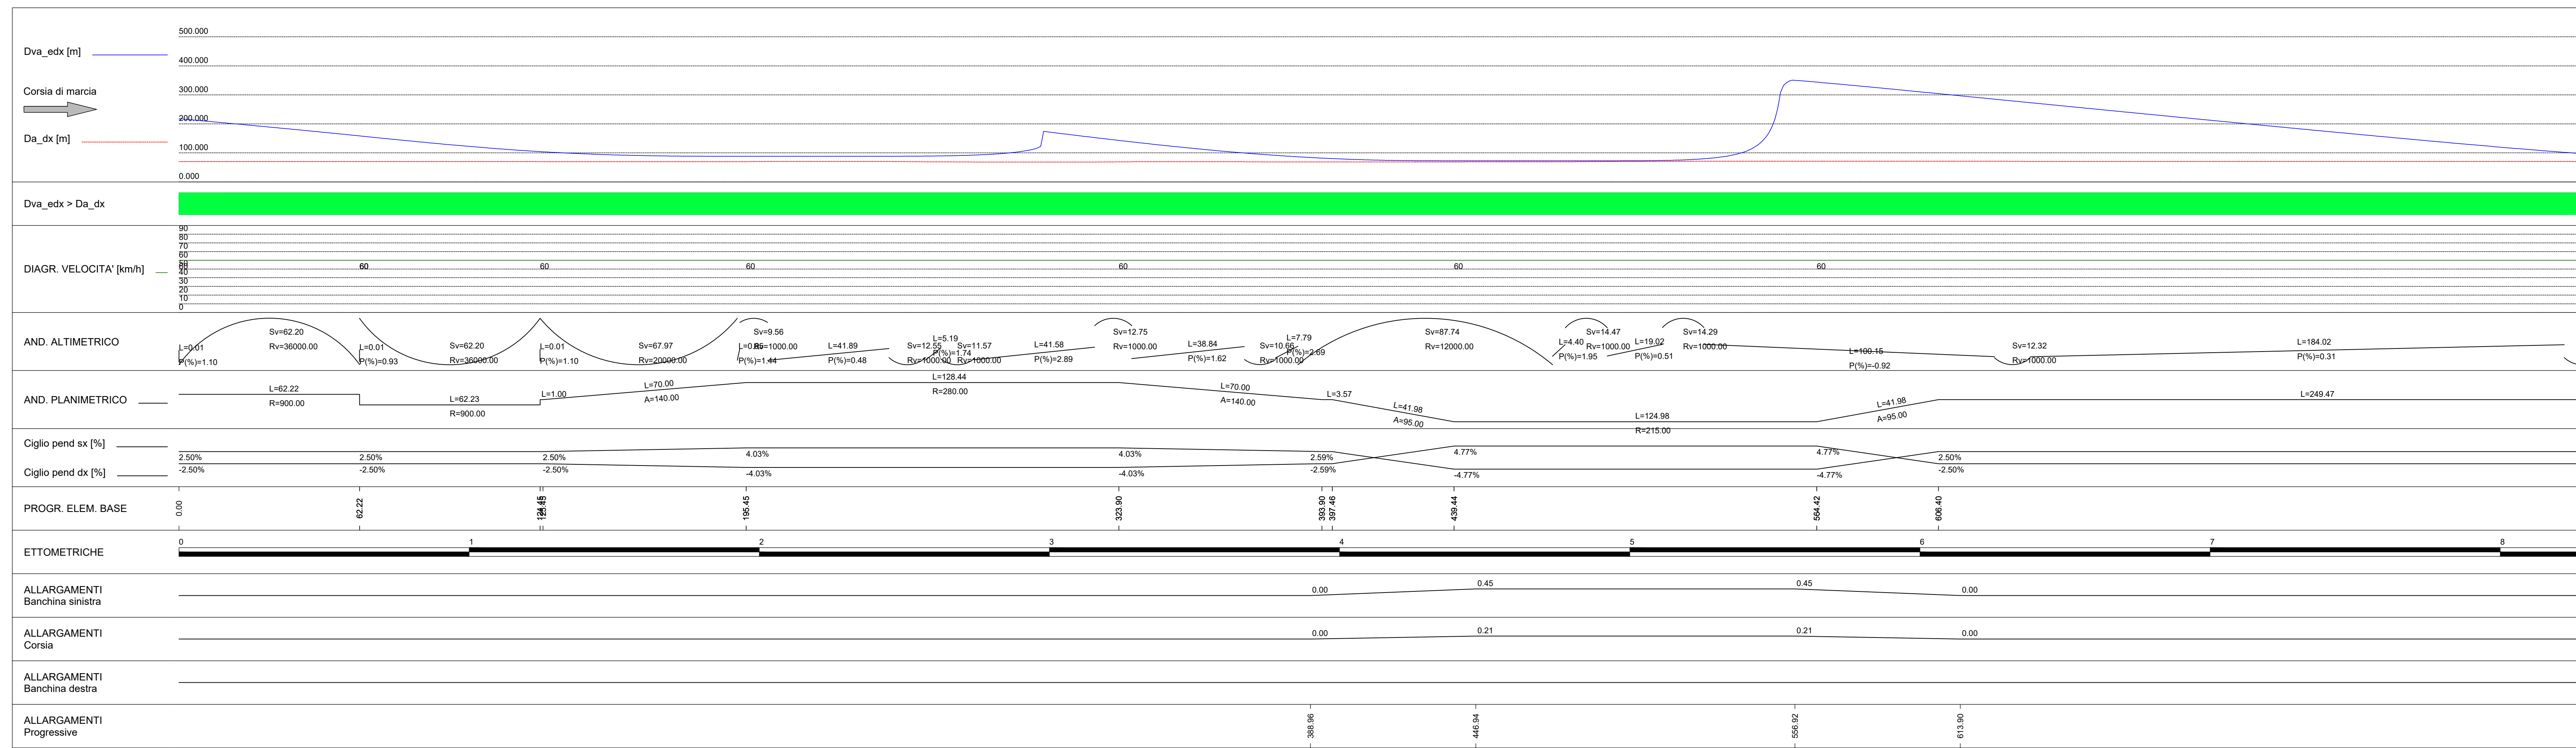 500.000
Dva_edx [m]
400.000
Corsia di marcia
300.000
200.000
Da_dx [m]
100.000
0.000
Dva_edx > Da_dx
90
80
70
60
50
DIAGR. VELOCITA' [km/h]
60 60 60 60 60 60
40
30
20
10
0
AND. ALTIMETRICO
L=0.01
P(%)=1.10
Sv=62.20
Rv=36000.00
L=0.01
P(%)=0.93
Sv=62.20
Rv=36000.00
L=0.01
P(%)=1.10
Sv=67.97
Rv=20000.00
P(%)=1.44
Sv=9.56
Rv=1000.00
L=41.89
P(%)=0.48
Sv=12.55
Rv=1000.00
L=5.19
P(%)=1.74
Sv=11.57
Rv=1000.00
L=41.58
P(%)=2.89
Sv=12.75
Rv=1000.00
L=38.84
P(%)=1.62
Sv=10.66
Rv=1000.00
L=7.79
P(%)=2.69
Sv=87.74
Rv=12000.00
L=4.40
P(%)=1.95
Sv=14.47
Rv=1000.00
L=19.02
P(%)=0.51
Sv=14.29
Rv=1000.00
L=100.15
P(%)=-0.92
Sv=12.32
Rv=1000.00
L=184.02
P(%)=0.31
AND. PLANIMETRICO
L=62.22
R=900.00
L=62.23
R=900.00
L=1.00
L=70.00
A=140.00
L=128.44
R=280.00
L=70.00
A=140.00
L=3.57
L=41.98
A=95.00
L=124.98
R=215.00
L=41.98
A=95.00
L=249.47
Ciglio pend sx [%]
2.50% 2.50% 2.50% 4.03% 4.03% 2.59% 4.77% 4.77% 2.50%
Ciglio pend dx [%]
-2.50% -2.50% -2.50% -4.03% -4.03% -2.59% -4.77% -4.77% -2.50%
PROGR. ELEM. BASE
0.00 62.22 124.45 125.45 195.45 323.90 393.90 397.46 439.44 564.42 606.40
ETTOMETRICHE
0 1 2 3 4 5 6 7 8
ALLARGAMENTI
Banchina sinistra
0.00 0.45 0.45 0.00
ALLARGAMENTI
Corsia
0.00 0.21 0.21 0.00
ALLARGAMENTI
Banchina destra
ALLARGAMENTI
Progressive
388.96 446.94 556.92 613.90